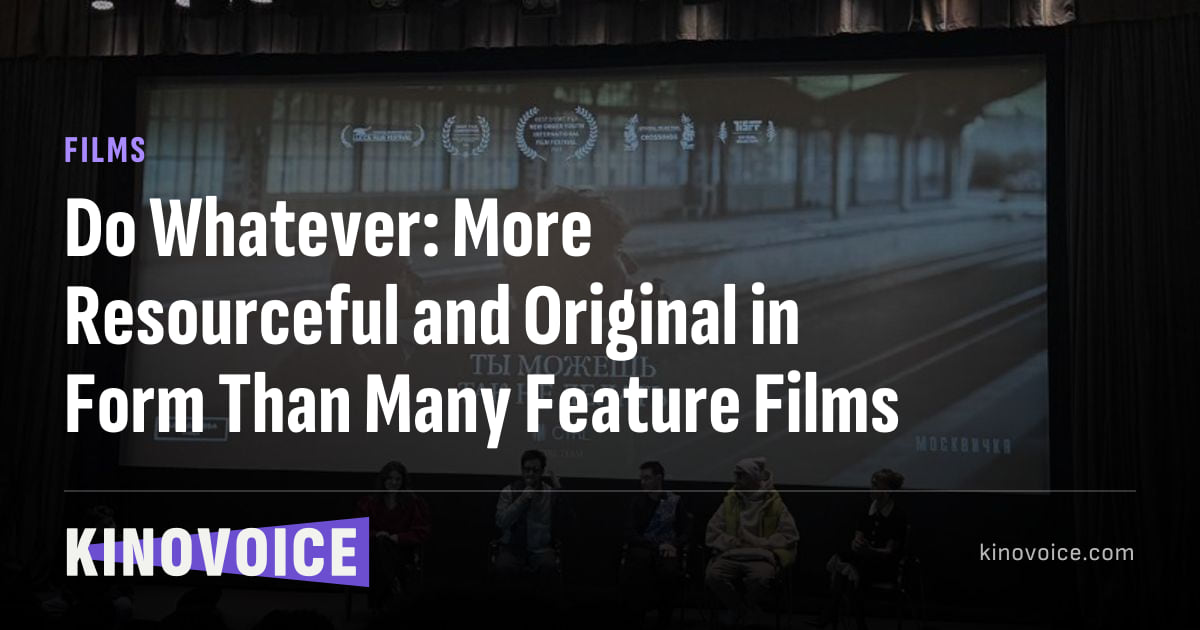 FILMS
Do Whatever: More
Resourceful and Original in
Form Than Many Feature Films
ТЫ МОЖЕШЬ
МОСКВИЧКА
KINOVOICE
kinovoice.com